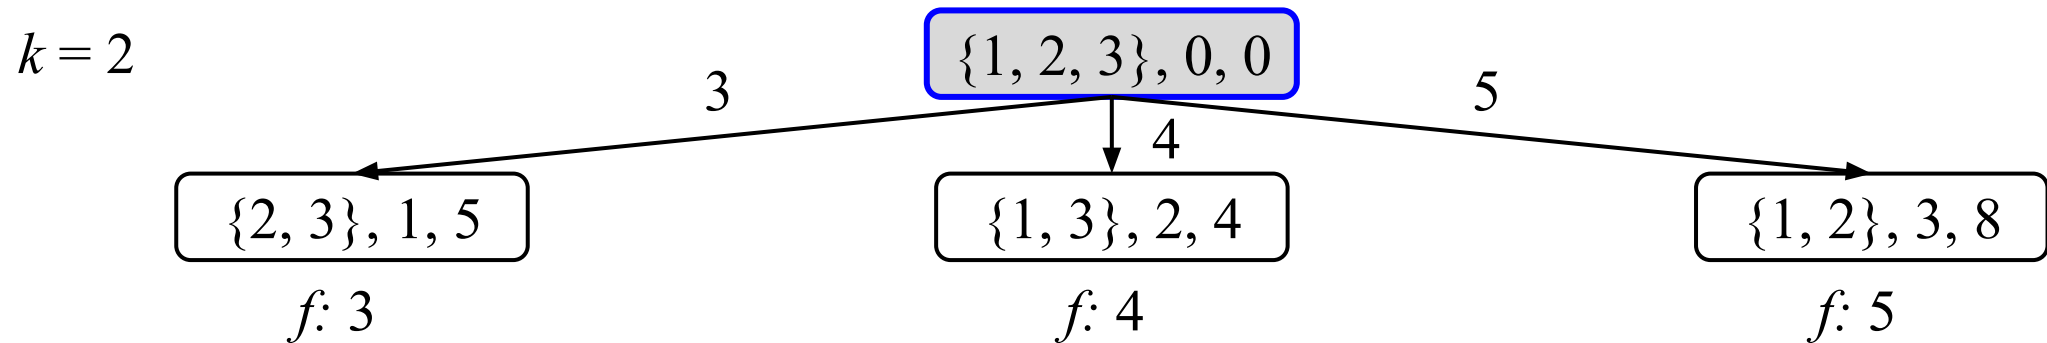 k = 2
{1, 2, 3}, 0, 0
3
4
5
{2, 3}, 1, 5
{1, 3}, 2, 4
{1, 2}, 3, 8
f: 3
f: 4
f: 5